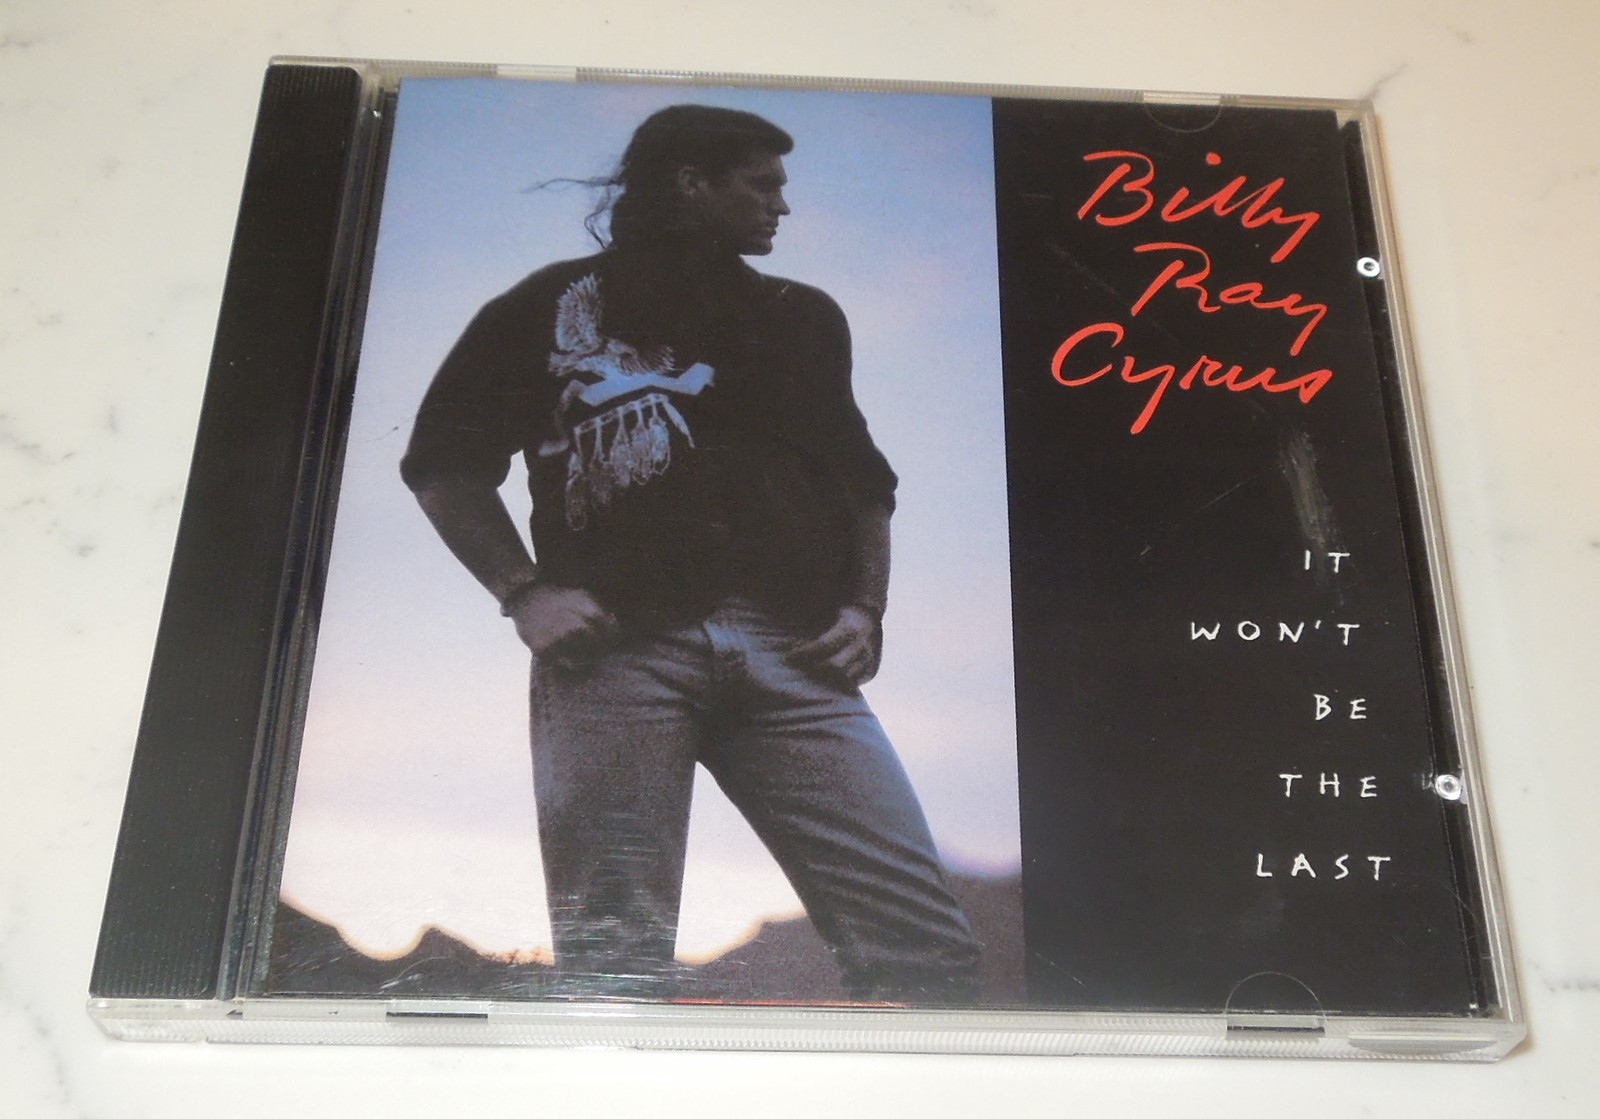 Billy
Ray
Cyrus
IT
WON'T
BE
THE
LAST